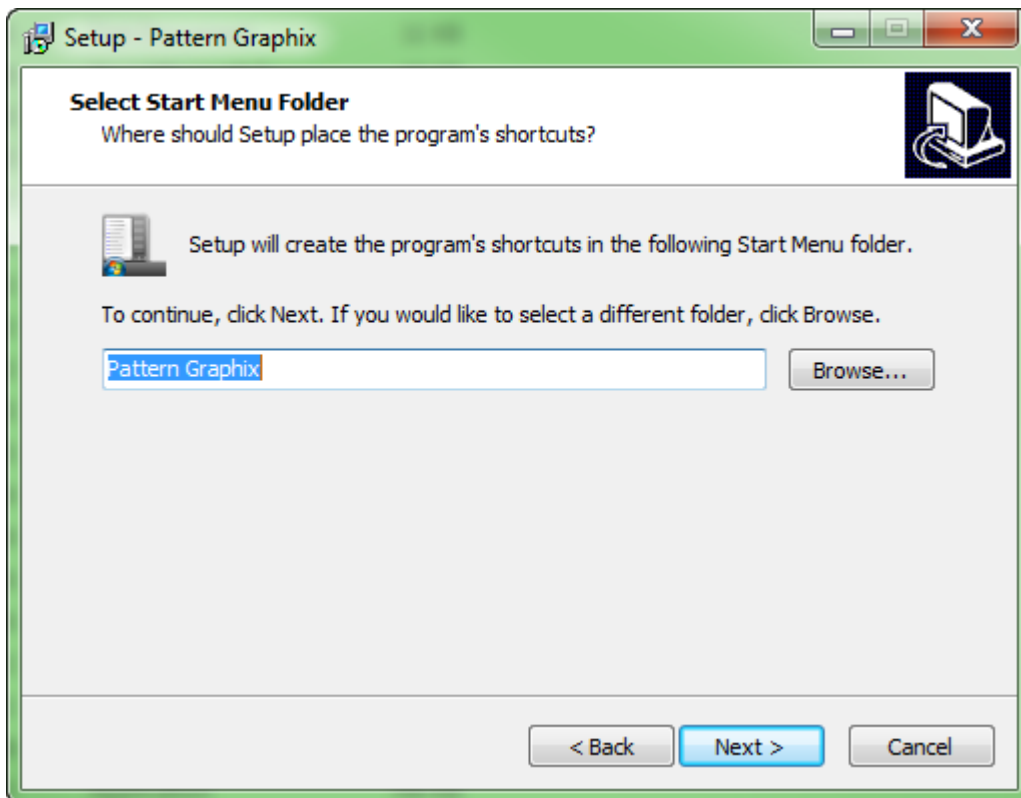 Setup - Pattern Graphix
Select Start Menu Folder
Where should Setup place the program's shortcuts?
Setup will create the program's shortcuts in the following Start Menu folder.
To continue, click Next. If you would like to select a different folder, click Browse.
Pattern Graphix
Browse...
< Back
Next >
Cancel